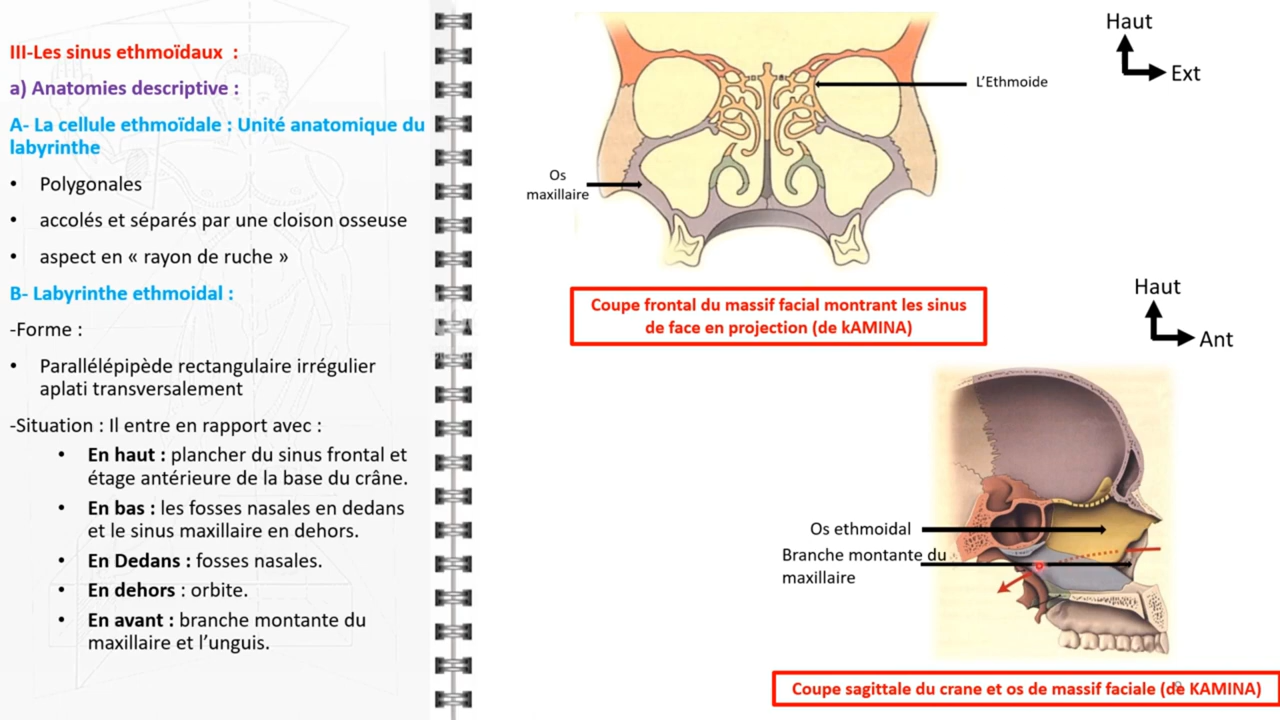 III-Les sinus ethmoïdaux :
a) Anatomies descriptive :
A- La cellule ethmoïdale : Unité anatomique du
labyrinthe
• Polygonales
• accolés et séparés par une cloison osseuse
• aspect en « rayon de ruche »
B- Labyrinthe ethmoidal :
-Forme :
• Parallélépipède rectangulaire irrégulier
aplati transversalement
-Situation : Il entre en rapport avec :
• En haut : plancher du sinus frontal et
étage antérieure de la base du crâne.
• En bas : les fosses nasales en dedans
et le sinus maxillaire en dehors.
• En Dedans : fosses nasales.
• En dehors : orbite.
• En avant : branche montante du
maxillaire et l’unguis.
Haut
Ext
L’Ethmoide
Os
maxillaire
Coupe frontal du massif facial montrant les sinus
de face en projection (de kAMINA)
Haut
Ant
Os ethmoidal
Branche montante du
maxillaire
Coupe sagittale du crane et os de massif faciale (de KAMINA)